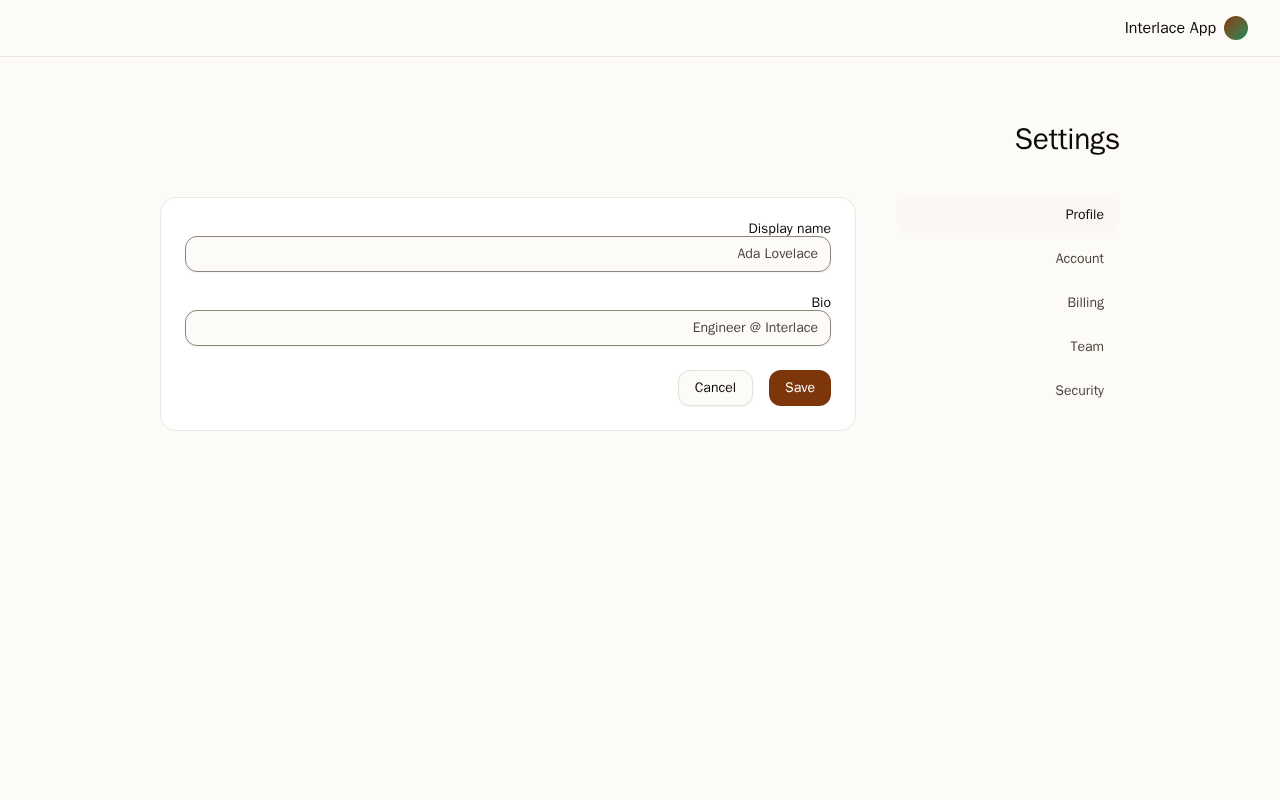 Interlace App
Settings
Profile
Account
Billing
Team
Security
Display name
Ada Lovelace
Bio
Engineer @ Interlace
Save
Cancel